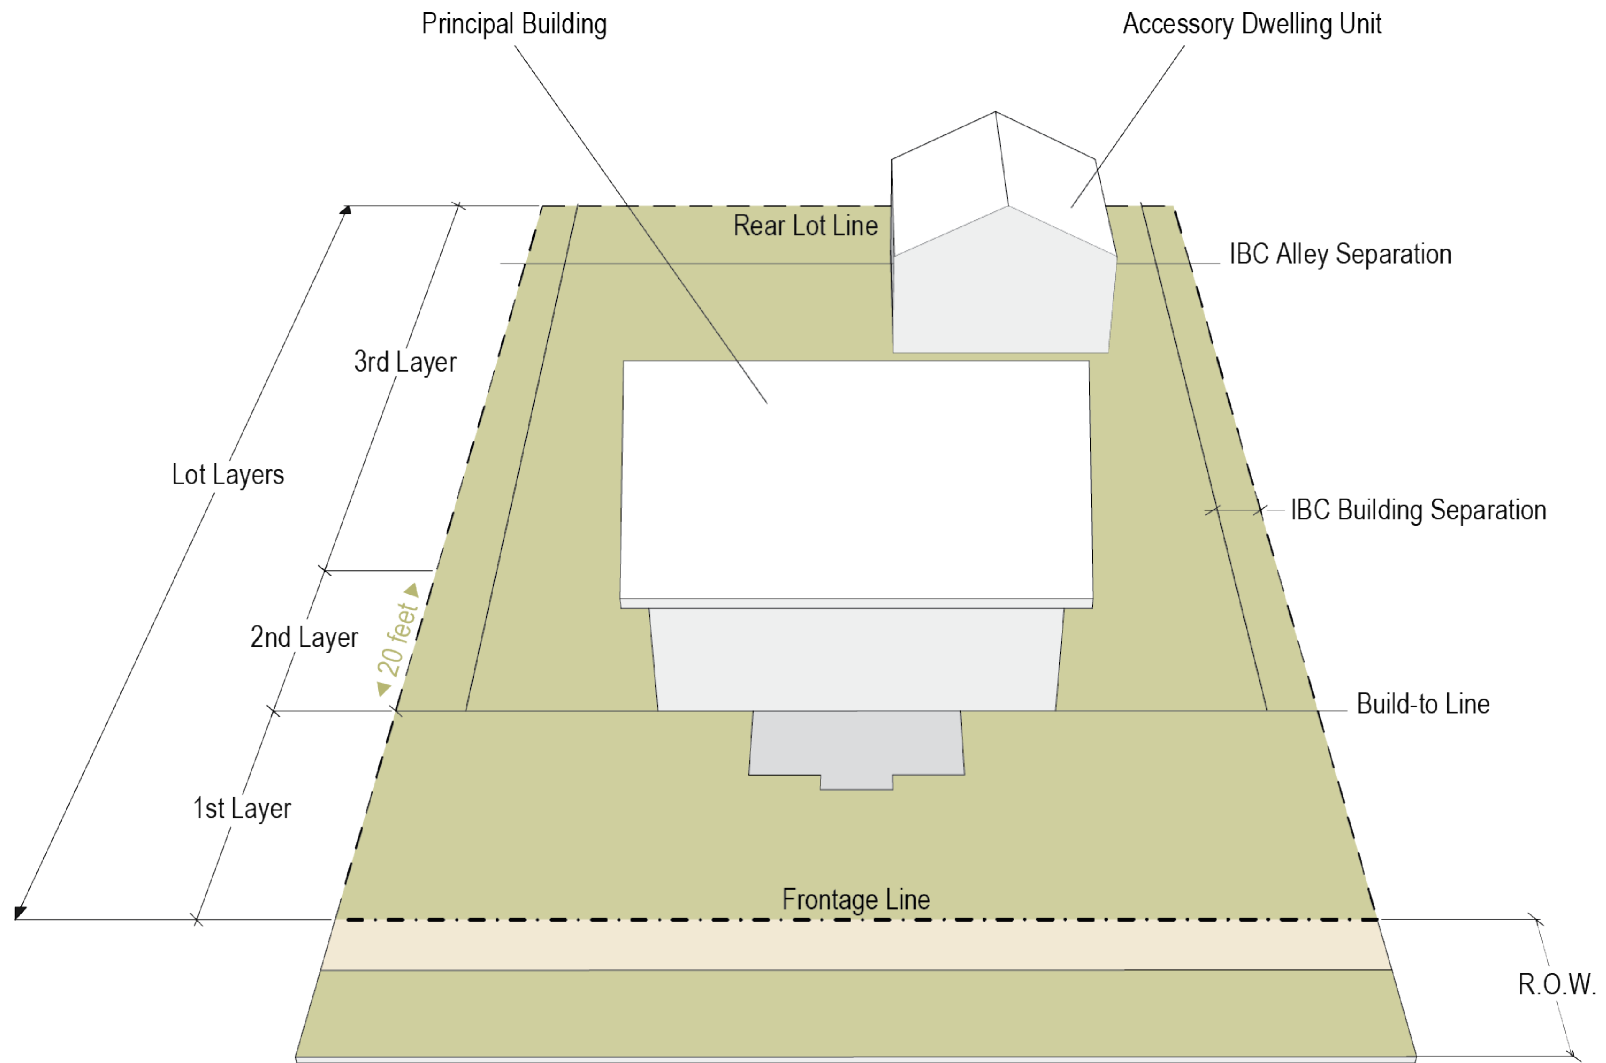 Principal Building
Accessory Dwelling Unit
Rear Lot Line
IBC Alley Separation
3rd Layer
Lot Layers
IBC Building Separation
20 feet
2nd Layer
Build-to Line
1st Layer
Frontage Line
R.O.W.